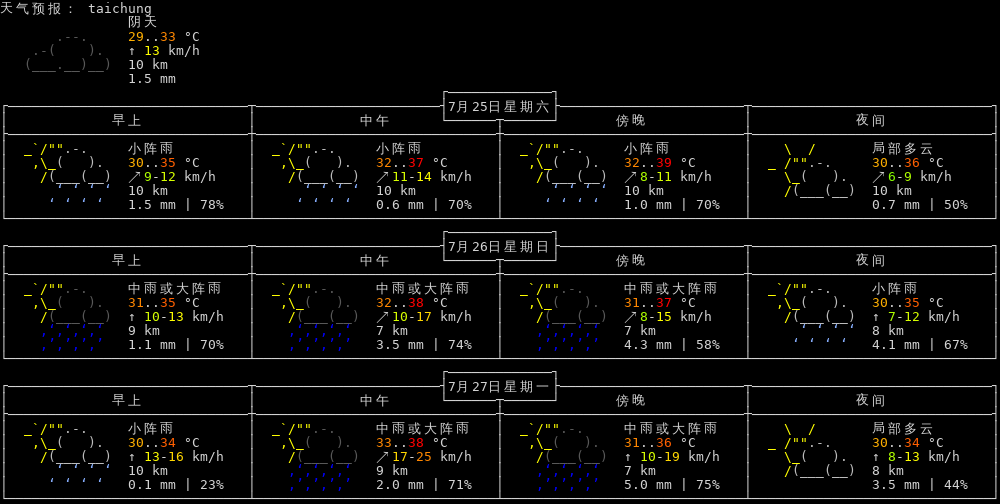 天气预报： taichung
阴天
29..33 °C
↑ 13 km/h
10 km
1.5 mm
7月25日星期六
早上 中午 傍晚 夜间
小阵雨 小阵雨 小阵雨 局部多云
30..35 °C 32..37 °C 32..39 °C 30..36 °C
↗9-12 km/h ↗11-14 km/h ↗8-11 km/h ↗6-9 km/h
10 km 10 km 10 km 10 km
1.5 mm | 78% 0.6 mm | 70% 1.0 mm | 70% 0.7 mm | 50%
7月26日星期日
早上 中午 傍晚 夜间
中雨或大阵雨 中雨或大阵雨 中雨或大阵雨 小阵雨
31..35 °C 32..38 °C 31..37 °C 30..35 °C
↑ 10-13 km/h ↗10-17 km/h ↗8-15 km/h ↑ 7-12 km/h
9 km 7 km 7 km 8 km
1.1 mm | 70% 3.5 mm | 74% 4.3 mm | 58% 4.1 mm | 67%
7月27日星期一
早上 中午 傍晚 夜间
小阵雨 中雨或大阵雨 中雨或大阵雨 局部多云
30..34 °C 33..38 °C 31..36 °C 30..34 °C
↑ 13-16 km/h ↗17-25 km/h ↑ 10-19 km/h ↑ 8-13 km/h
10 km 9 km 7 km 8 km
0.1 mm | 23% 2.0 mm | 71% 5.0 mm | 75% 3.5 mm | 44%